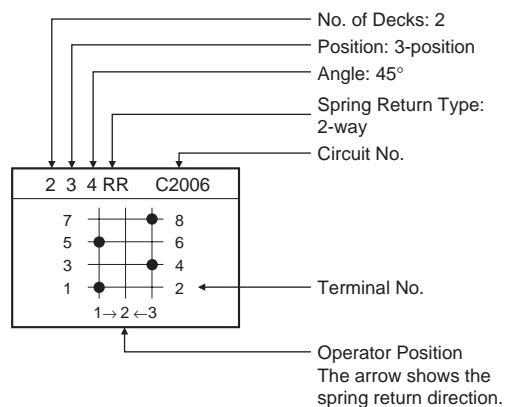 No. of Decks: 2
Position: 3-position
Angle: 45°
Spring Return Type:
2-way
Circuit No.
2 3 4 RR C2006
7 8
5 6
3 4
1 2
Terminal No.
1→2←3
Operator Position
The arrow shows the
spring return direction.